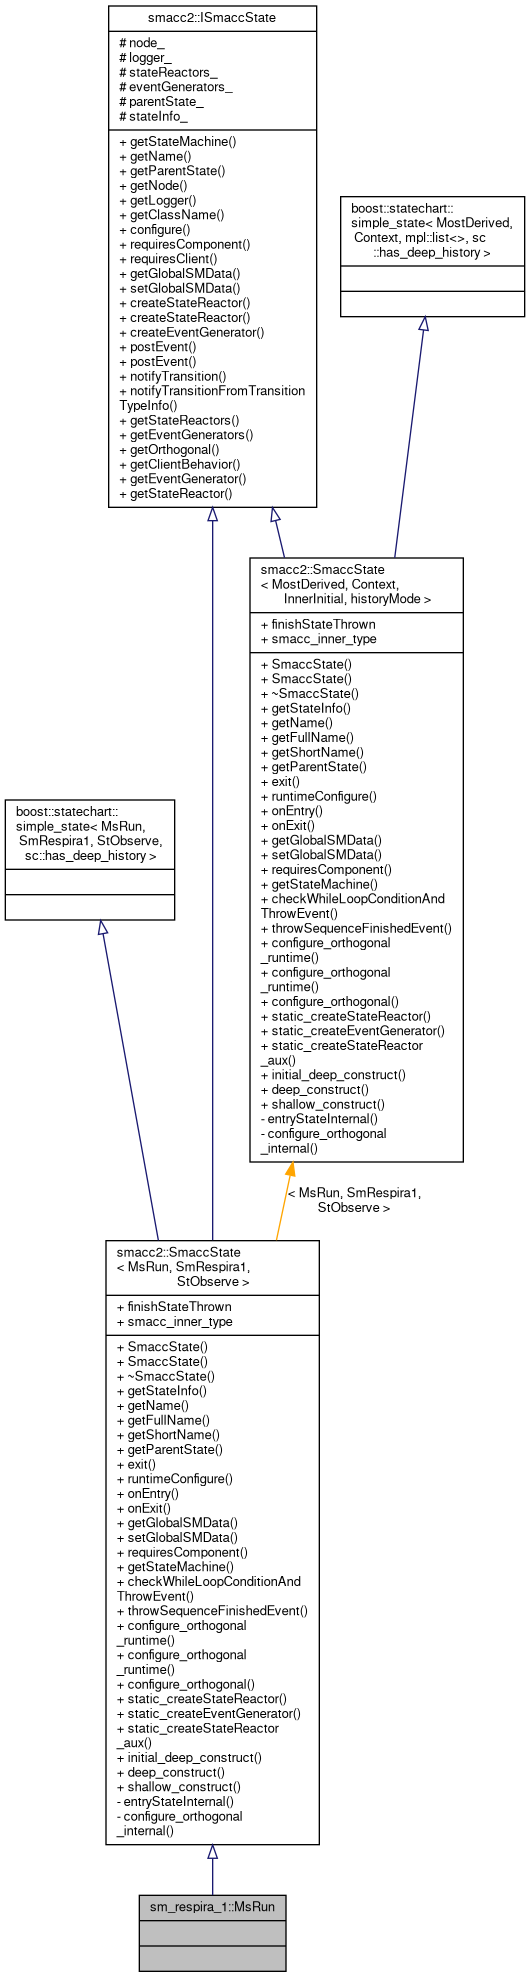 smacc2::ISmaccState
# node_
# logger_
# stateReactors_
# eventGenerators_
# parentState_
# stateInfo_
+ getStateMachine()
+ getName()
+ getParentState()
+ getNode()
+ getLogger()
+ getClassName()
+ configure()
+ requiresComponent()
+ requiresClient()
+ getGlobalSMData()
+ setGlobalSMData()
+ createStateReactor()
+ createStateReactor()
+ createEventGenerator()
+ postEvent()
+ postEvent()
+ notifyTransition()
+ notifyTransitionFromTransition
TypeInfo()
+ getStateReactors()
+ getEventGenerators()
+ getOrthogonal()
+ getClientBehavior()
+ getEventGenerator()
+ getStateReactor()
boost::statechart::
simple_state< MostDerived,
Context, mpl::list<>, sc
::has_deep_history >
smacc2::SmaccState
< MostDerived, Context,
InnerInitial, historyMode >
+ finishStateThrown
+ smacc_inner_type
+ SmaccState()
+ SmaccState()
+ ~SmaccState()
+ getStateInfo()
+ getName()
+ getFullName()
+ getShortName()
+ getParentState()
+ exit()
+ runtimeConfigure()
+ onEntry()
+ onExit()
+ getGlobalSMData()
+ setGlobalSMData()
+ requiresComponent()
+ getStateMachine()
+ checkWhileLoopConditionAnd
ThrowEvent()
+ throwSequenceFinishedEvent()
+ configure_orthogonal
_runtime()
+ configure_orthogonal
_runtime()
+ configure_orthogonal()
+ static_createStateReactor()
+ static_createEventGenerator()
+ static_createStateReactor
_aux()
+ initial_deep_construct()
+ deep_construct()
+ shallow_construct()
- entryStateInternal()
- configure_orthogonal
_internal()
boost::statechart::
simple_state< MsRun,
SmRespira1, StObserve,
sc::has_deep_history >
< MsRun, SmRespira1,
StObserve >
smacc2::SmaccState
< MsRun, SmRespira1,
StObserve >
+ finishStateThrown
+ smacc_inner_type
+ SmaccState()
+ SmaccState()
+ ~SmaccState()
+ getStateInfo()
+ getName()
+ getFullName()
+ getShortName()
+ getParentState()
+ exit()
+ runtimeConfigure()
+ onEntry()
+ onExit()
+ getGlobalSMData()
+ setGlobalSMData()
+ requiresComponent()
+ getStateMachine()
+ checkWhileLoopConditionAnd
ThrowEvent()
+ throwSequenceFinishedEvent()
+ configure_orthogonal
_runtime()
+ configure_orthogonal
_runtime()
+ configure_orthogonal()
+ static_createStateReactor()
+ static_createEventGenerator()
+ static_createStateReactor
_aux()
+ initial_deep_construct()
+ deep_construct()
+ shallow_construct()
- entryStateInternal()
- configure_orthogonal
_internal()
sm_respira_1::MsRun